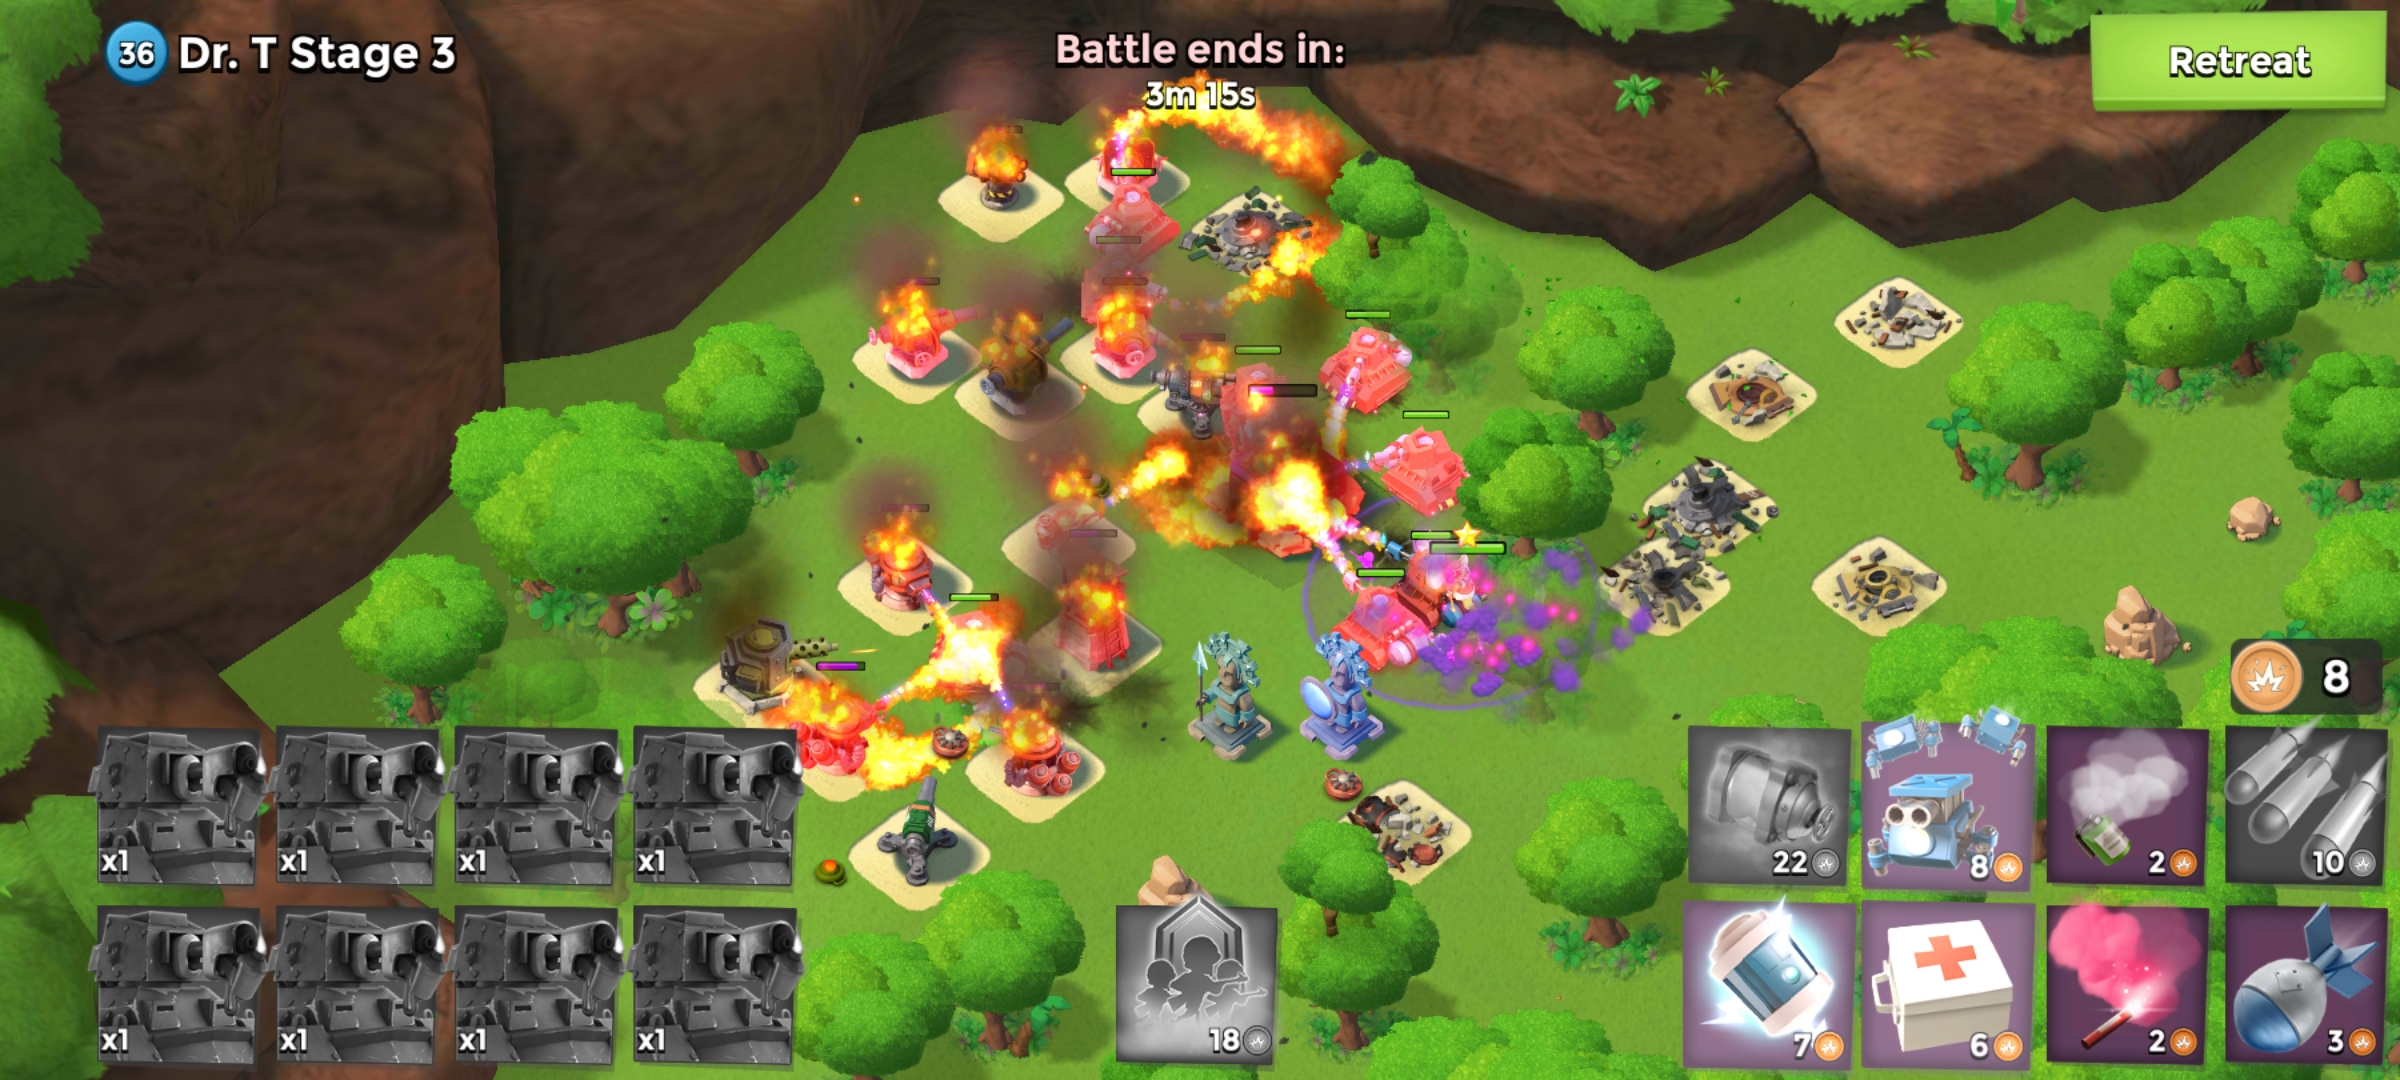 36 Dr. T Stage 3
Battle ends in:
3m 15s
Retreat
8
x1 x1 x1 x1
22 8 2 10
x1 x1 x1 x1
18
7 6 2 3